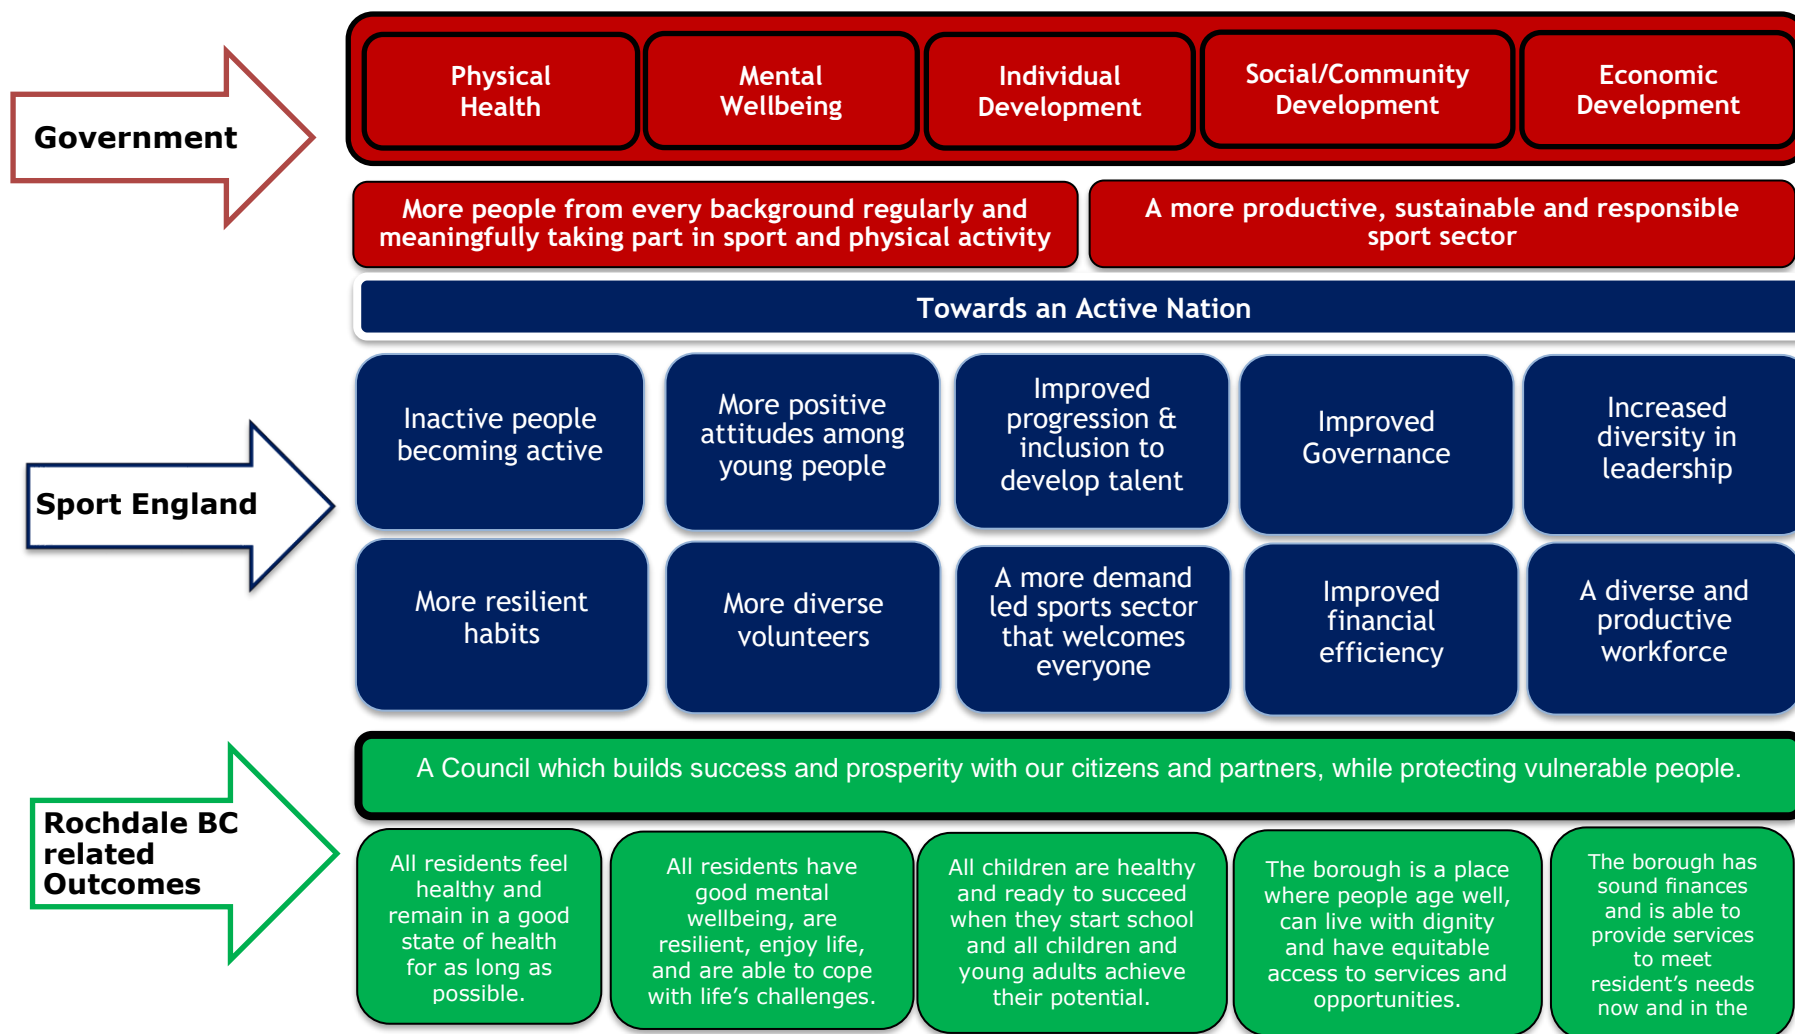 Government
Physical
Health
Mental
Wellbeing
Individual
Development
Social/Community
Development
Economic
Development
More people from every background regularly and
meaningfully taking part in sport and physical activity
A more productive, sustainable and responsible
sport sector
Towards an Active Nation
Sport England
Inactive people
becoming active
More positive
attitudes among
young people
Improved
progression &
inclusion to
develop talent
Improved
Governance
Increased
diversity in
leadership
More resilient
habits
More diverse
volunteers
A more demand
led sports sector
that welcomes
everyone
Improved
financial
efficiency
A diverse and
productive
workforce
Rochdale BC
related
Outcomes
A Council which builds success and prosperity with our citizens and partners, while protecting vulnerable people.
All residents feel
healthy and
remain in a good
state of health
for as long as
possible.
All residents have
good mental
wellbeing, are
resilient, enjoy life,
and are able to cope
with life’s challenges.
All children are healthy
and ready to succeed
when they start school
and all children and
young adults achieve
their potential.
The borough is a place
where people age well,
can live with dignity
and have equitable
access to services and
opportunities.
The borough has
sound finances
and is able to
provide services
to meet
resident’s needs
now and in the